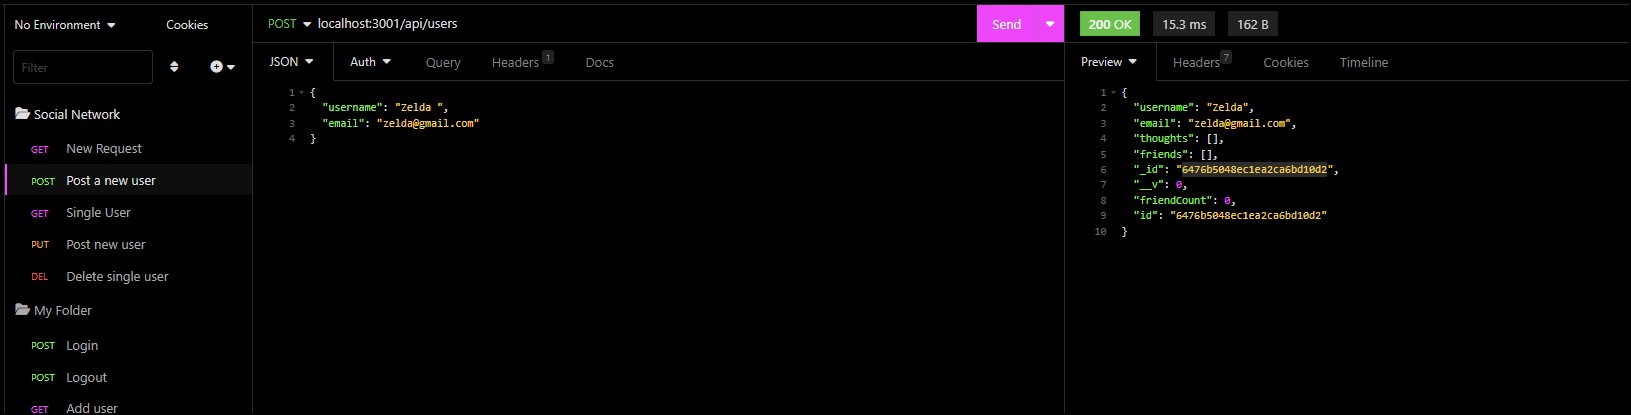 No Environment Cookies
Filter
Social Network
GET New Request
POST Post a new user
GET Single User
PUT Post new user
DEL Delete single user
My Folder
POST Login
POST Logout
GET Add user
POST localhost:3001/api/users Send
JSON Auth Query Headers 1 Docs
1 {
2 "username": "Zelda ",
3 "email": "zelda@gmail.com"
4 }
200 OK 15.3 ms 162 B
Preview Headers 7 Cookies Timeline
1 {
2 "username": "Zelda",
3 "email": "zelda@gmail.com",
4 "thoughts": [],
5 "friends": [],
6 "_id": "6476b5048ec1ea2ca6bd10d2",
7 "__v": 0,
8 "friendCount": 0,
9 "id": "6476b5048ec1ea2ca6bd10d2"
10 }